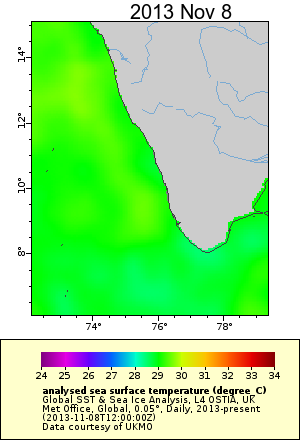 2013 Nov 8
14°
12°
10°
8°
74°
76°
78°
24 25 26 27 28 29 30 31 32 33 34
analysed sea surface temperature (degree_C)
Global SST & Sea Ice Analysis, L4 OSTIA, UK
Met Office, Global, 0.05°, Daily, 2013-present
(2013-11-08T12:00:00Z)
Data courtesy of UKMO